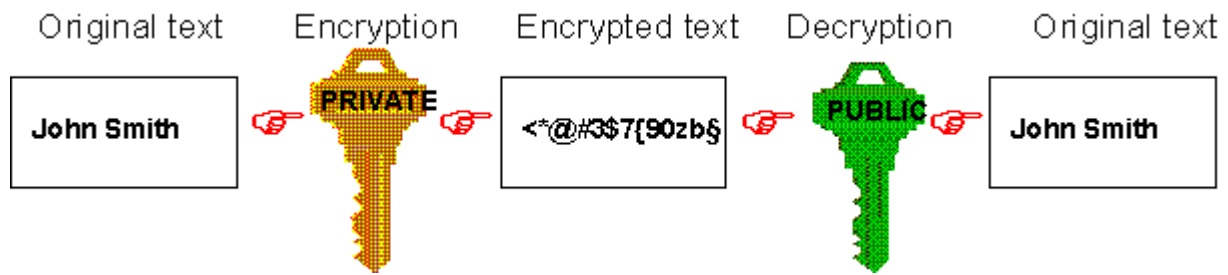 Original text Encryption Encrypted text Decryption Original text
John Smith PRIVATE <*@#3$7{90zb§ PUBLIC John Smith